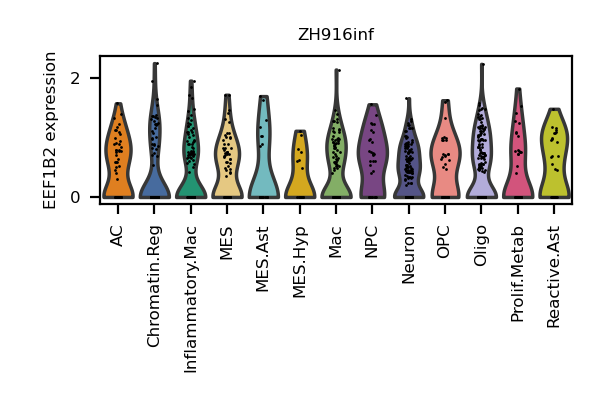 ZH916inf
EEF1B2 expression
2
0
AC
Chromatin.Reg
Inflammatory.Mac
MES
MES.Ast
MES.Hyp
Mac
NPC
Neuron
OPC
Oligo
Prolif.Metab
Reactive.Ast